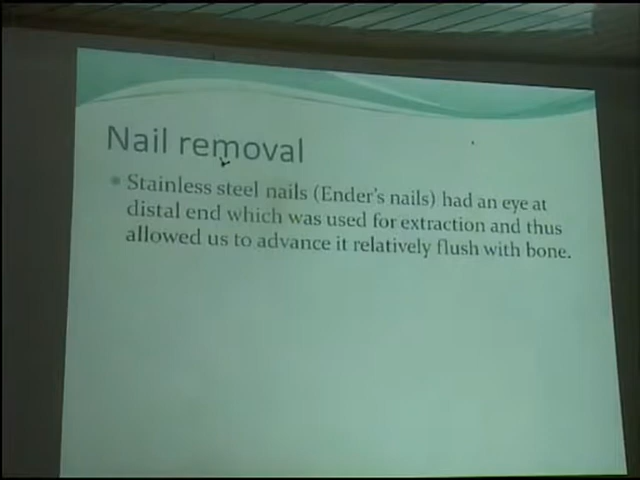 Nail removal
Stainless steel nails (Ender's nails) had an eye at
distal end which was used for extraction and thus
allowed us to advance it relatively flush with bone.